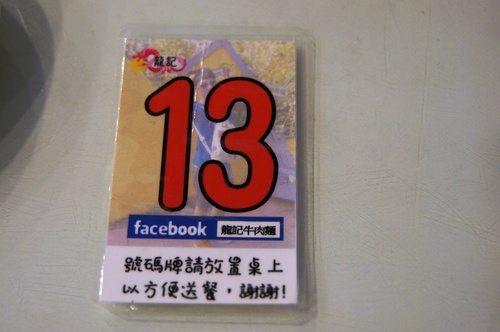 龍記
13
facebook 龍記牛肉麵
號碼牌請放置桌上
以方便送餐，謝謝!